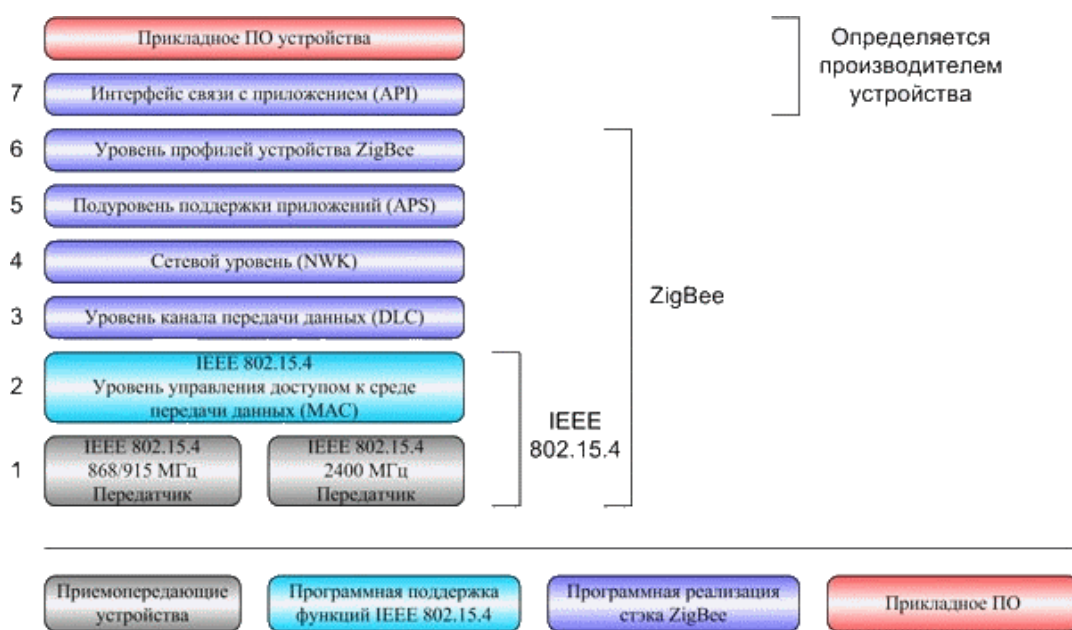 Прикладное ПО устройства
Определяется
производителем
устройства
7
Интерфейс связи с приложением (API)
6
Уровень профилей устройства ZigBee
5
Подуровень поддержки приложений (APS)
4
Сетевой уровень (NWK)
ZigBee
3
Уровень канала передачи данных (DLC)
2
IEEE 802.15.4
Уровень управления доступом к среде
передачи данных (MAC)
IEEE
802.15.4
1
IEEE 802.15.4
868/915 МГц
Передатчик
IEEE 802.15.4
2400 МГц
Передатчик
Приемопередающие
устройства
Программная поддержка
функций IEEE 802.15.4
Программная реализация
стэка ZigBee
Прикладное ПО